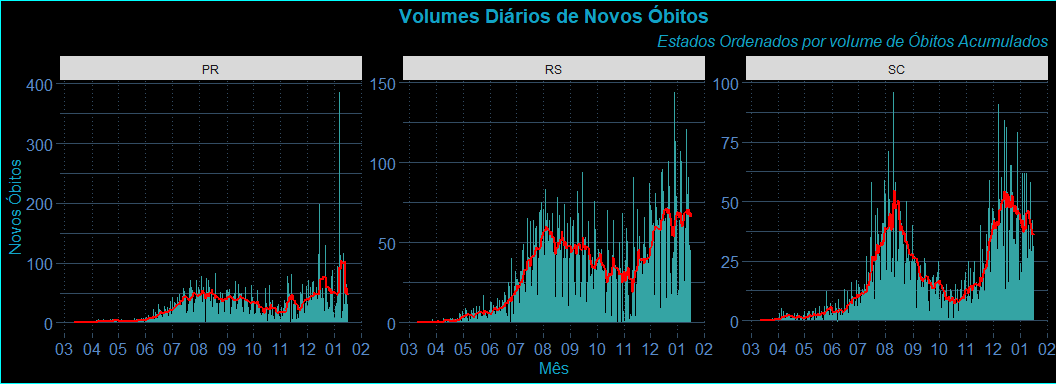 Volumes Diários de Novos Óbitos
Estados Ordenados por volume de Óbitos Acumulados
PR
RS
SC
Novos Óbitos
400
300
200
100
0
150
100
50
0
100
75
50
25
0
03 04 05 06 07 08 09 10 11 12 01 02
03 04 05 06 07 08 09 10 11 12 01 02
03 04 05 06 07 08 09 10 11 12 01 02
Mês